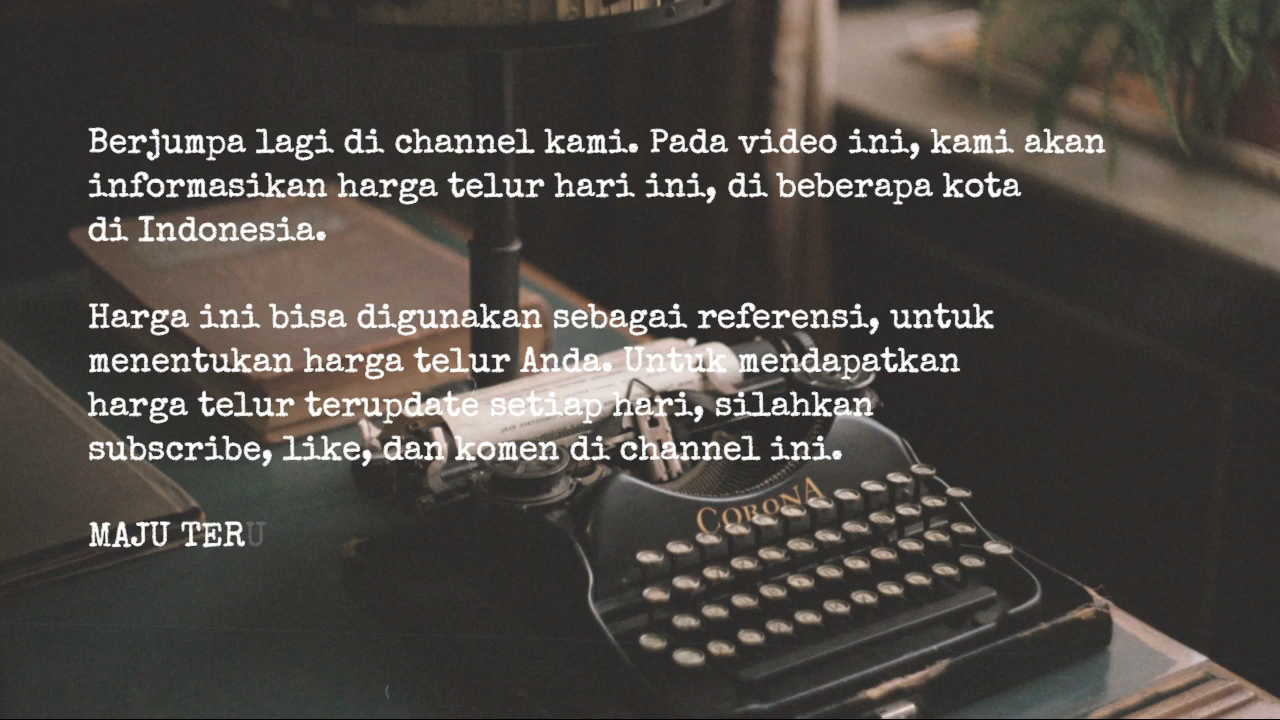 Berjumpa lagi di channel kami. Pada video ini, kami akan
informasikan harga telur hari ini, di beberapa kota
di Indonesia.
Harga ini bisa digunakan sebagai referensi, untuk
menentukan harga telur Anda. Untuk mendapatkan
harga telur terupdate setiap hari, silahkan
subscribe, like, dan komen di channel ini.
MAJU TERU
CORONA